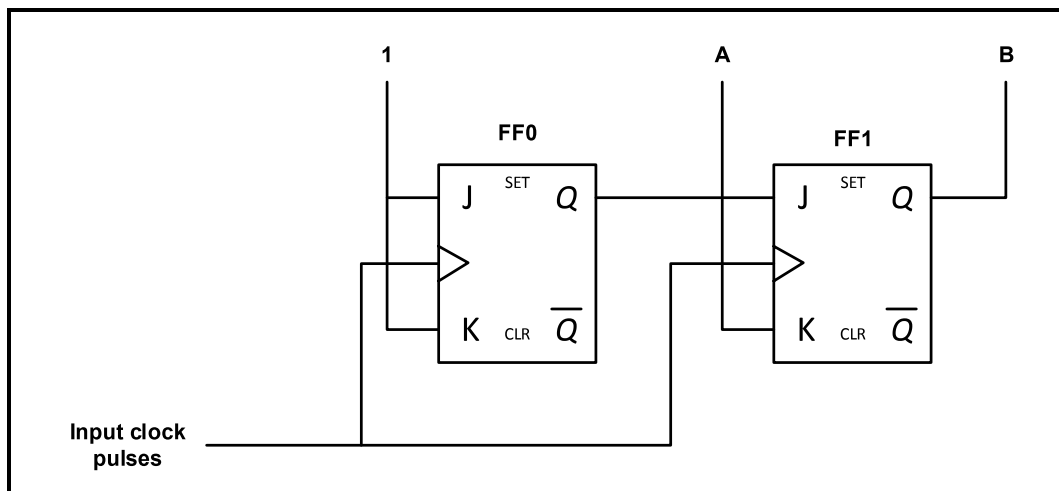 1
A
B
FF0
FF1
J
SET
Q
K
CLR
Q
J
SET
Q
K
CLR
Q
Input clock
pulses